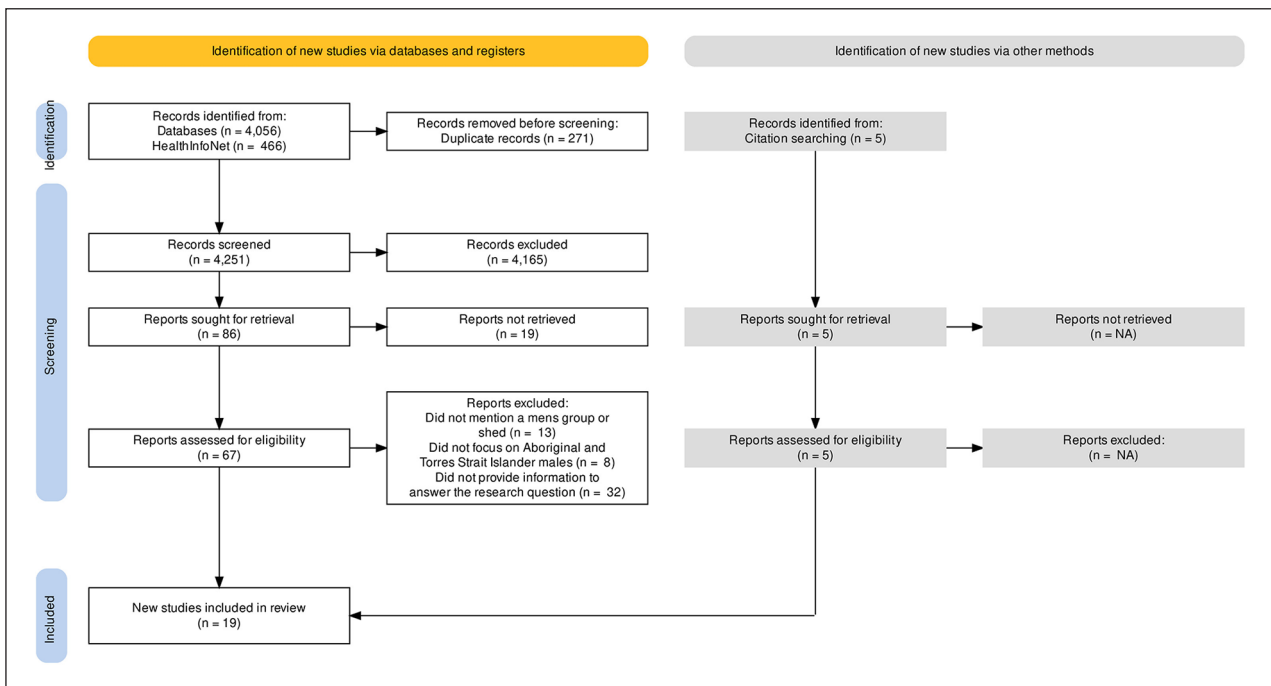 Identification of new studies via databases and registers
Identification of new studies via other methods
Identification
Records identified from:
Databases (n = 4,056)
HealthInfoNet (n = 466)
Records removed before screening:
Duplicate records (n = 271)
Records identified from:
Citation searching (n = 5)
Screening
Records screened
(n = 4,251)
Records excluded
(n = 4,165)
Reports sought for retrieval
(n = 86)
Reports not retrieved
(n = 19)
Reports sought for retrieval
(n = 5)
Reports not retrieved
(n = NA)
Reports assessed for eligibility
(n = 67)
Reports excluded:
Did not mention a mens group or
shed (n = 13)
Did not focus on Aboriginal and
Torres Strait Islander males (n = 8)
Did not provide information to
answer the research question (n = 32)
Reports assessed for eligibility
(n = 5)
Reports excluded:
(n = NA)
Included
New studies included in review
(n = 19)